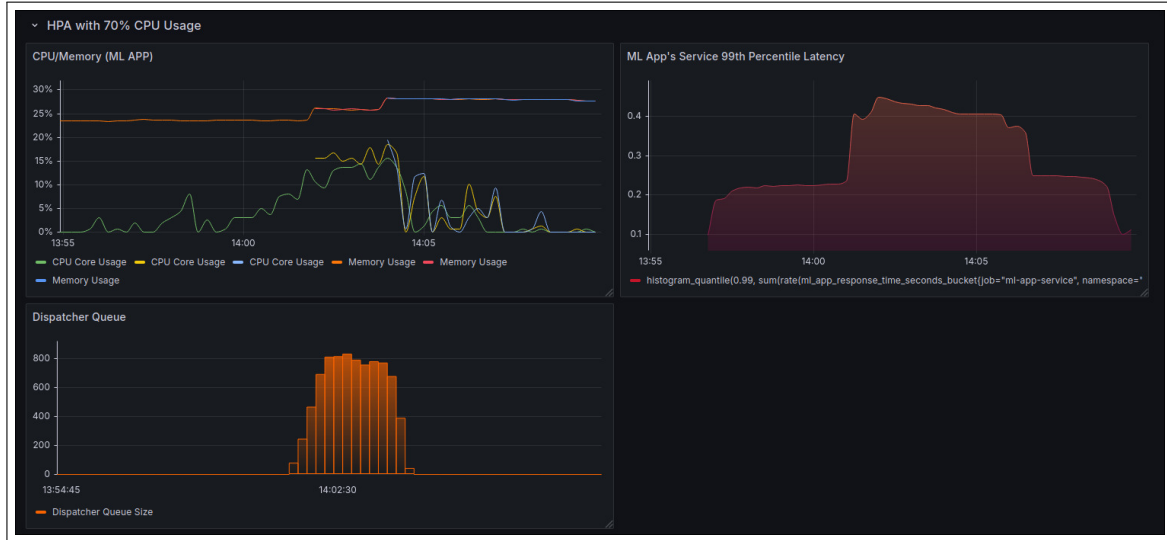 HPA with 70% CPU Usage
CPU/Memory (ML APP)
30%
25%
20%
15%
10%
5%
0%
13:55 14:00 14:05
CPU Core Usage CPU Core Usage CPU Core Usage Memory Usage Memory Usage
Memory Usage
ML App's Service 99th Percentile Latency
0.4
0.3
0.2
0.1
13:55 14:00 14:05
histogram_quantile(0.99, sum(rate(ml_app_response_time_seconds_bucket{job="ml-app-service", namespace="
Dispatcher Queue
800
600
400
200
0
13:54:45 14:02:30
Dispatcher Queue Size